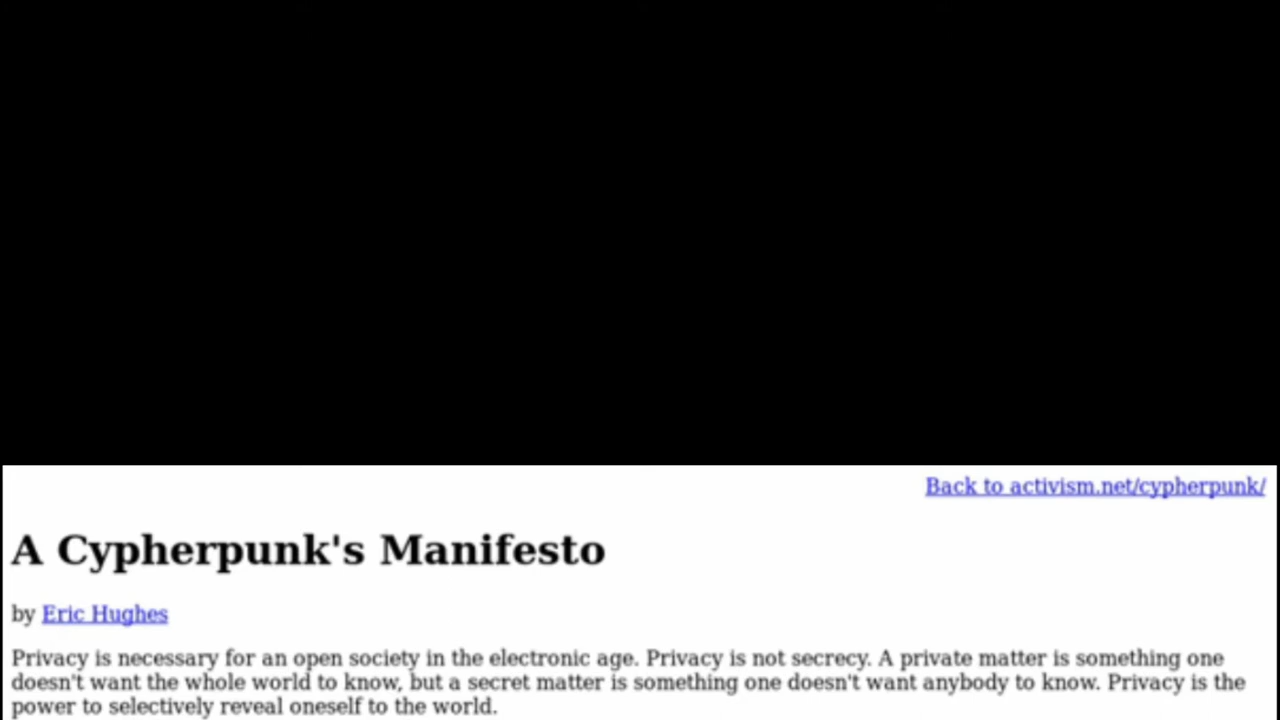 Back to activism.net/cypherpunk/
A Cypherpunk's Manifesto
by Eric Hughes
Privacy is necessary for an open society in the electronic age. Privacy is not secrecy. A private matter is something one
doesn't want the whole world to know, but a secret matter is something one doesn't want anybody to know. Privacy is the
power to selectively reveal oneself to the world.